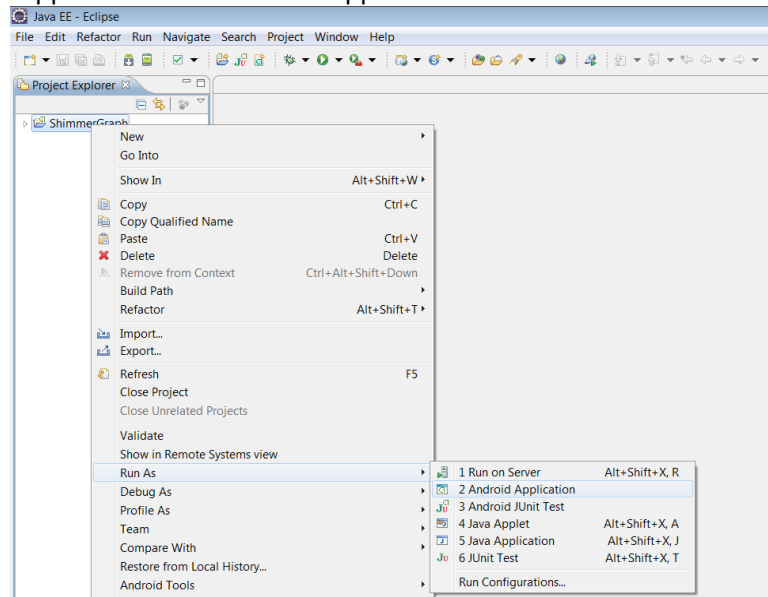 Java EE - Eclipse
File Edit Refactor Run Navigate Search Project Window Help
Project Explorer
ShimmerGraph
New
Go Into
Show In Alt+Shift+W
Copy Ctrl+C
Copy Qualified Name
Paste Ctrl+V
Delete Delete
Remove from Context Ctrl+Alt+Shift+Down
Build Path
Refactor Alt+Shift+T
Import...
Export...
Refresh F5
Close Project
Close Unrelated Projects
Validate
Show in Remote Systems view
Run As
Debug As
Profile As
Team
Compare With
Restore from Local History...
Android Tools
1 Run on Server Alt+Shift+X, R
2 Android Application
3 Android JUnit Test
4 Java Applet Alt+Shift+X, A
5 Java Application Alt+Shift+X, J
6 JUnit Test Alt+Shift+X, T
Run Configurations...